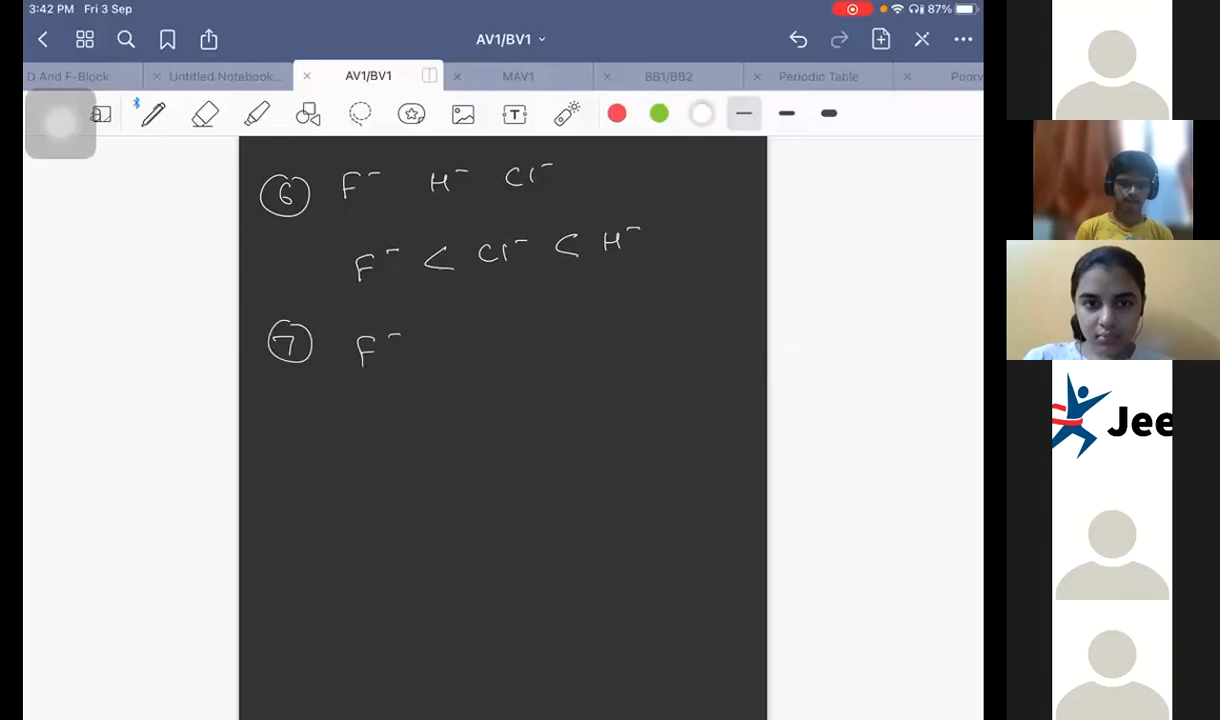 3:42 PM Fri 3 Sep
87%
AV1/BV1
D And F-Block
Untitled Notebook...
AV1/BV1
MAV1
BB1/BB2
Periodic Table
Poorv
T
6 F⁻ H⁻ Cl⁻
F⁻ < Cl⁻ < H⁻
7 F⁻
Jee